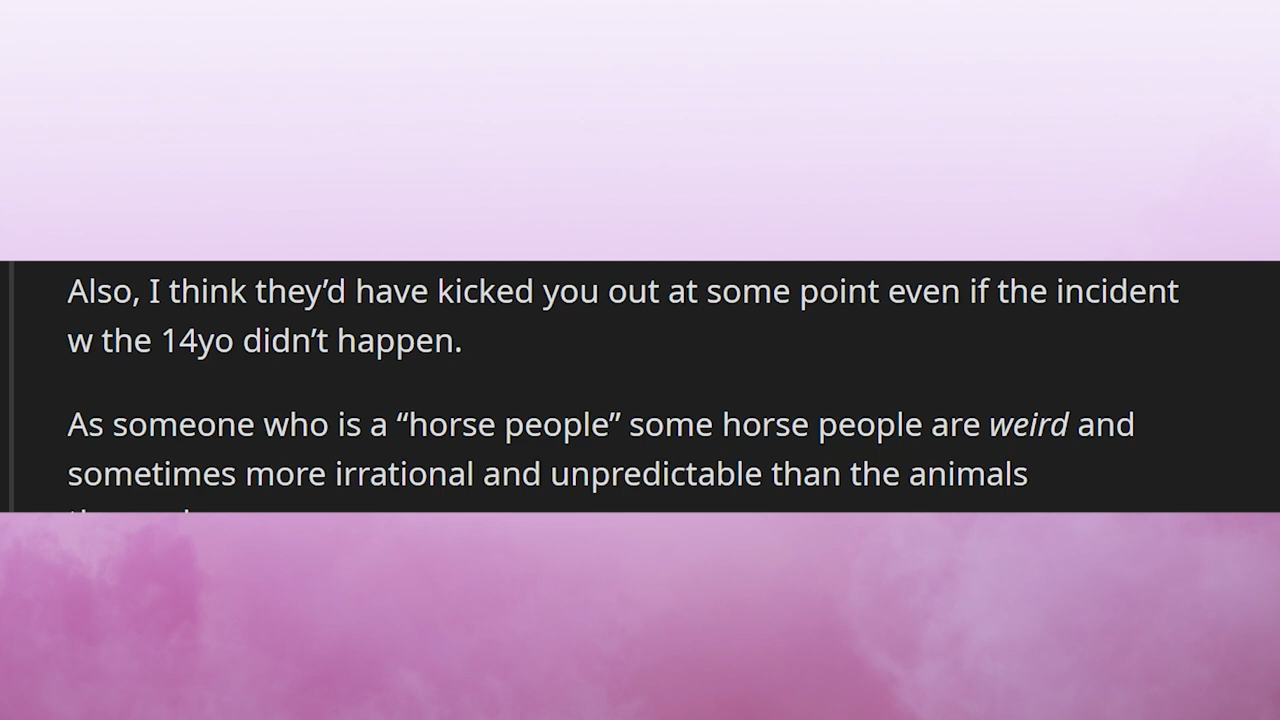 Also, I think they’d have kicked you out at some point even if the incident
w the 14yo didn’t happen.
As someone who is a “horse people” some horse people are weird and
sometimes more irrational and unpredictable than the animals